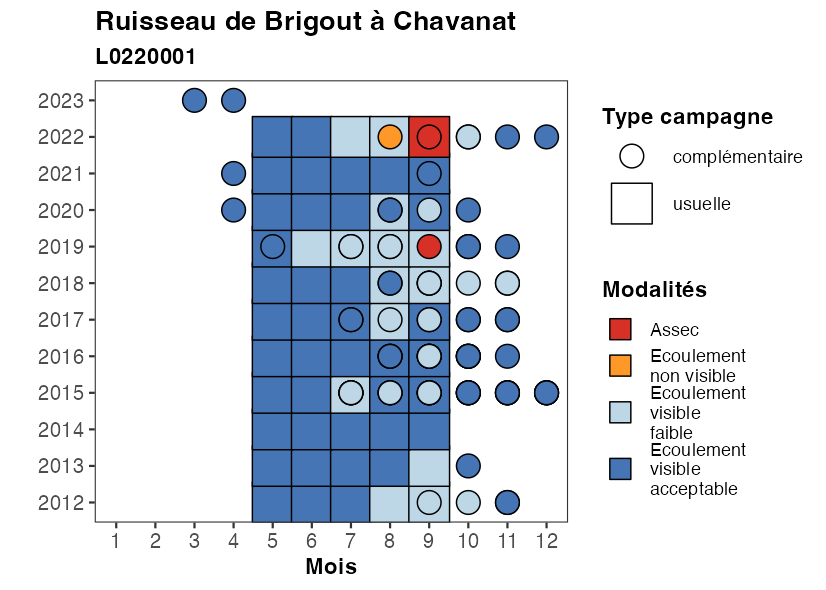 Ruisseau de Brigout à Chavanat
L0220001
2023
2022
2021
2020
2019
2018
2017
2016
2015
2014
2013
2012
1 2 3 4 5 6 7 8 9 10 11 12
Mois
Type campagne
complémentaire
usuelle
Modalités
Assec
Ecoulement
non visible
Ecoulement
visible
faible
Ecoulement
visible
acceptable